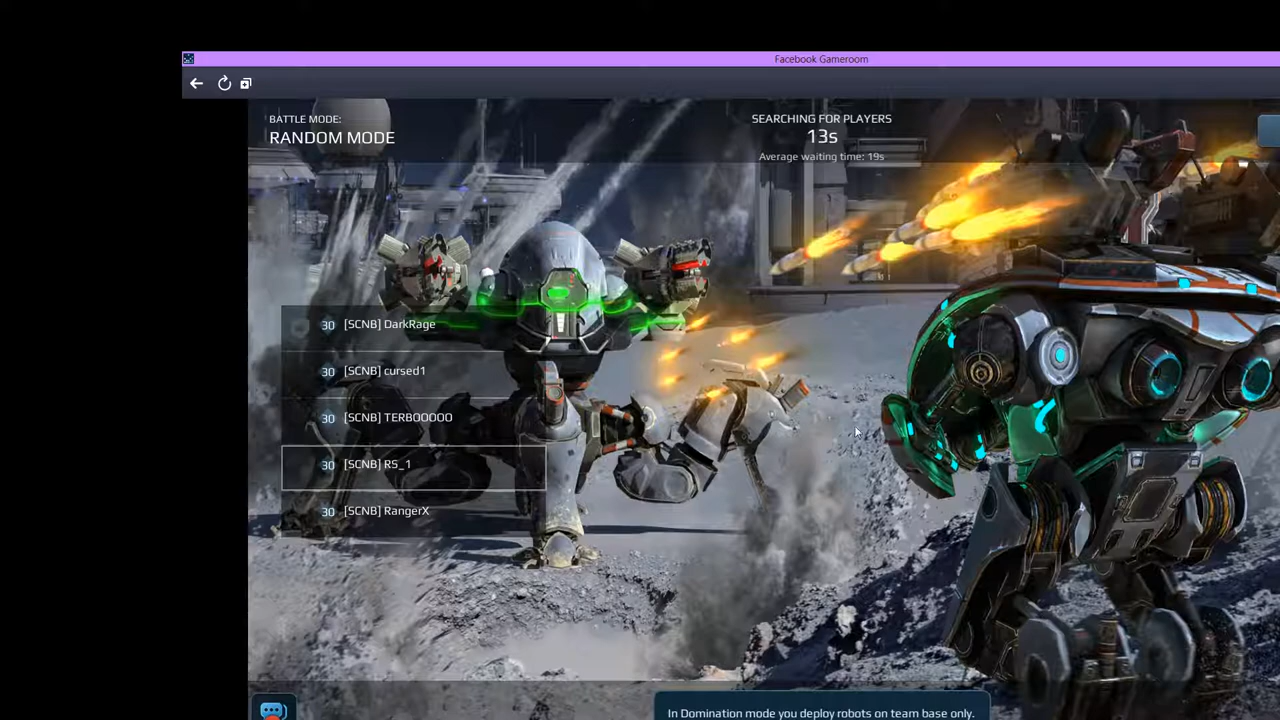 Facebook Gameroom
BATTLE MODE:
RANDOM MODE
SEARCHING FOR PLAYERS
13s
Average waiting time: 19s
30 [SCNB] DarkRage
30 [SCNB] cursed1
30 [SCNB] TERBOOOOO
30 [SCNB] RS_1
30 [SCNB] RangerX
In Domination mode you deploy robots on team base only.